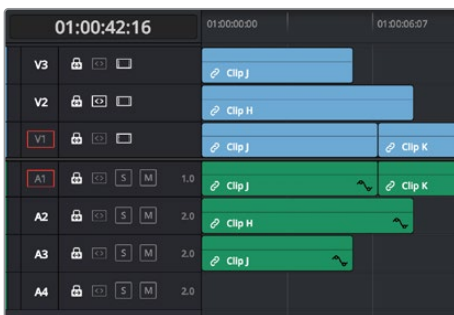 01:00:42:16 01:00:00:00 01:00:06:07
V3 Clip J
V2 Clip H
V1 Clip J Clip K
A1 S M 1.0 Clip J Clip K
A2 S M 2.0 Clip H
A3 S M 2.0 Clip J
A4 S M 2.0